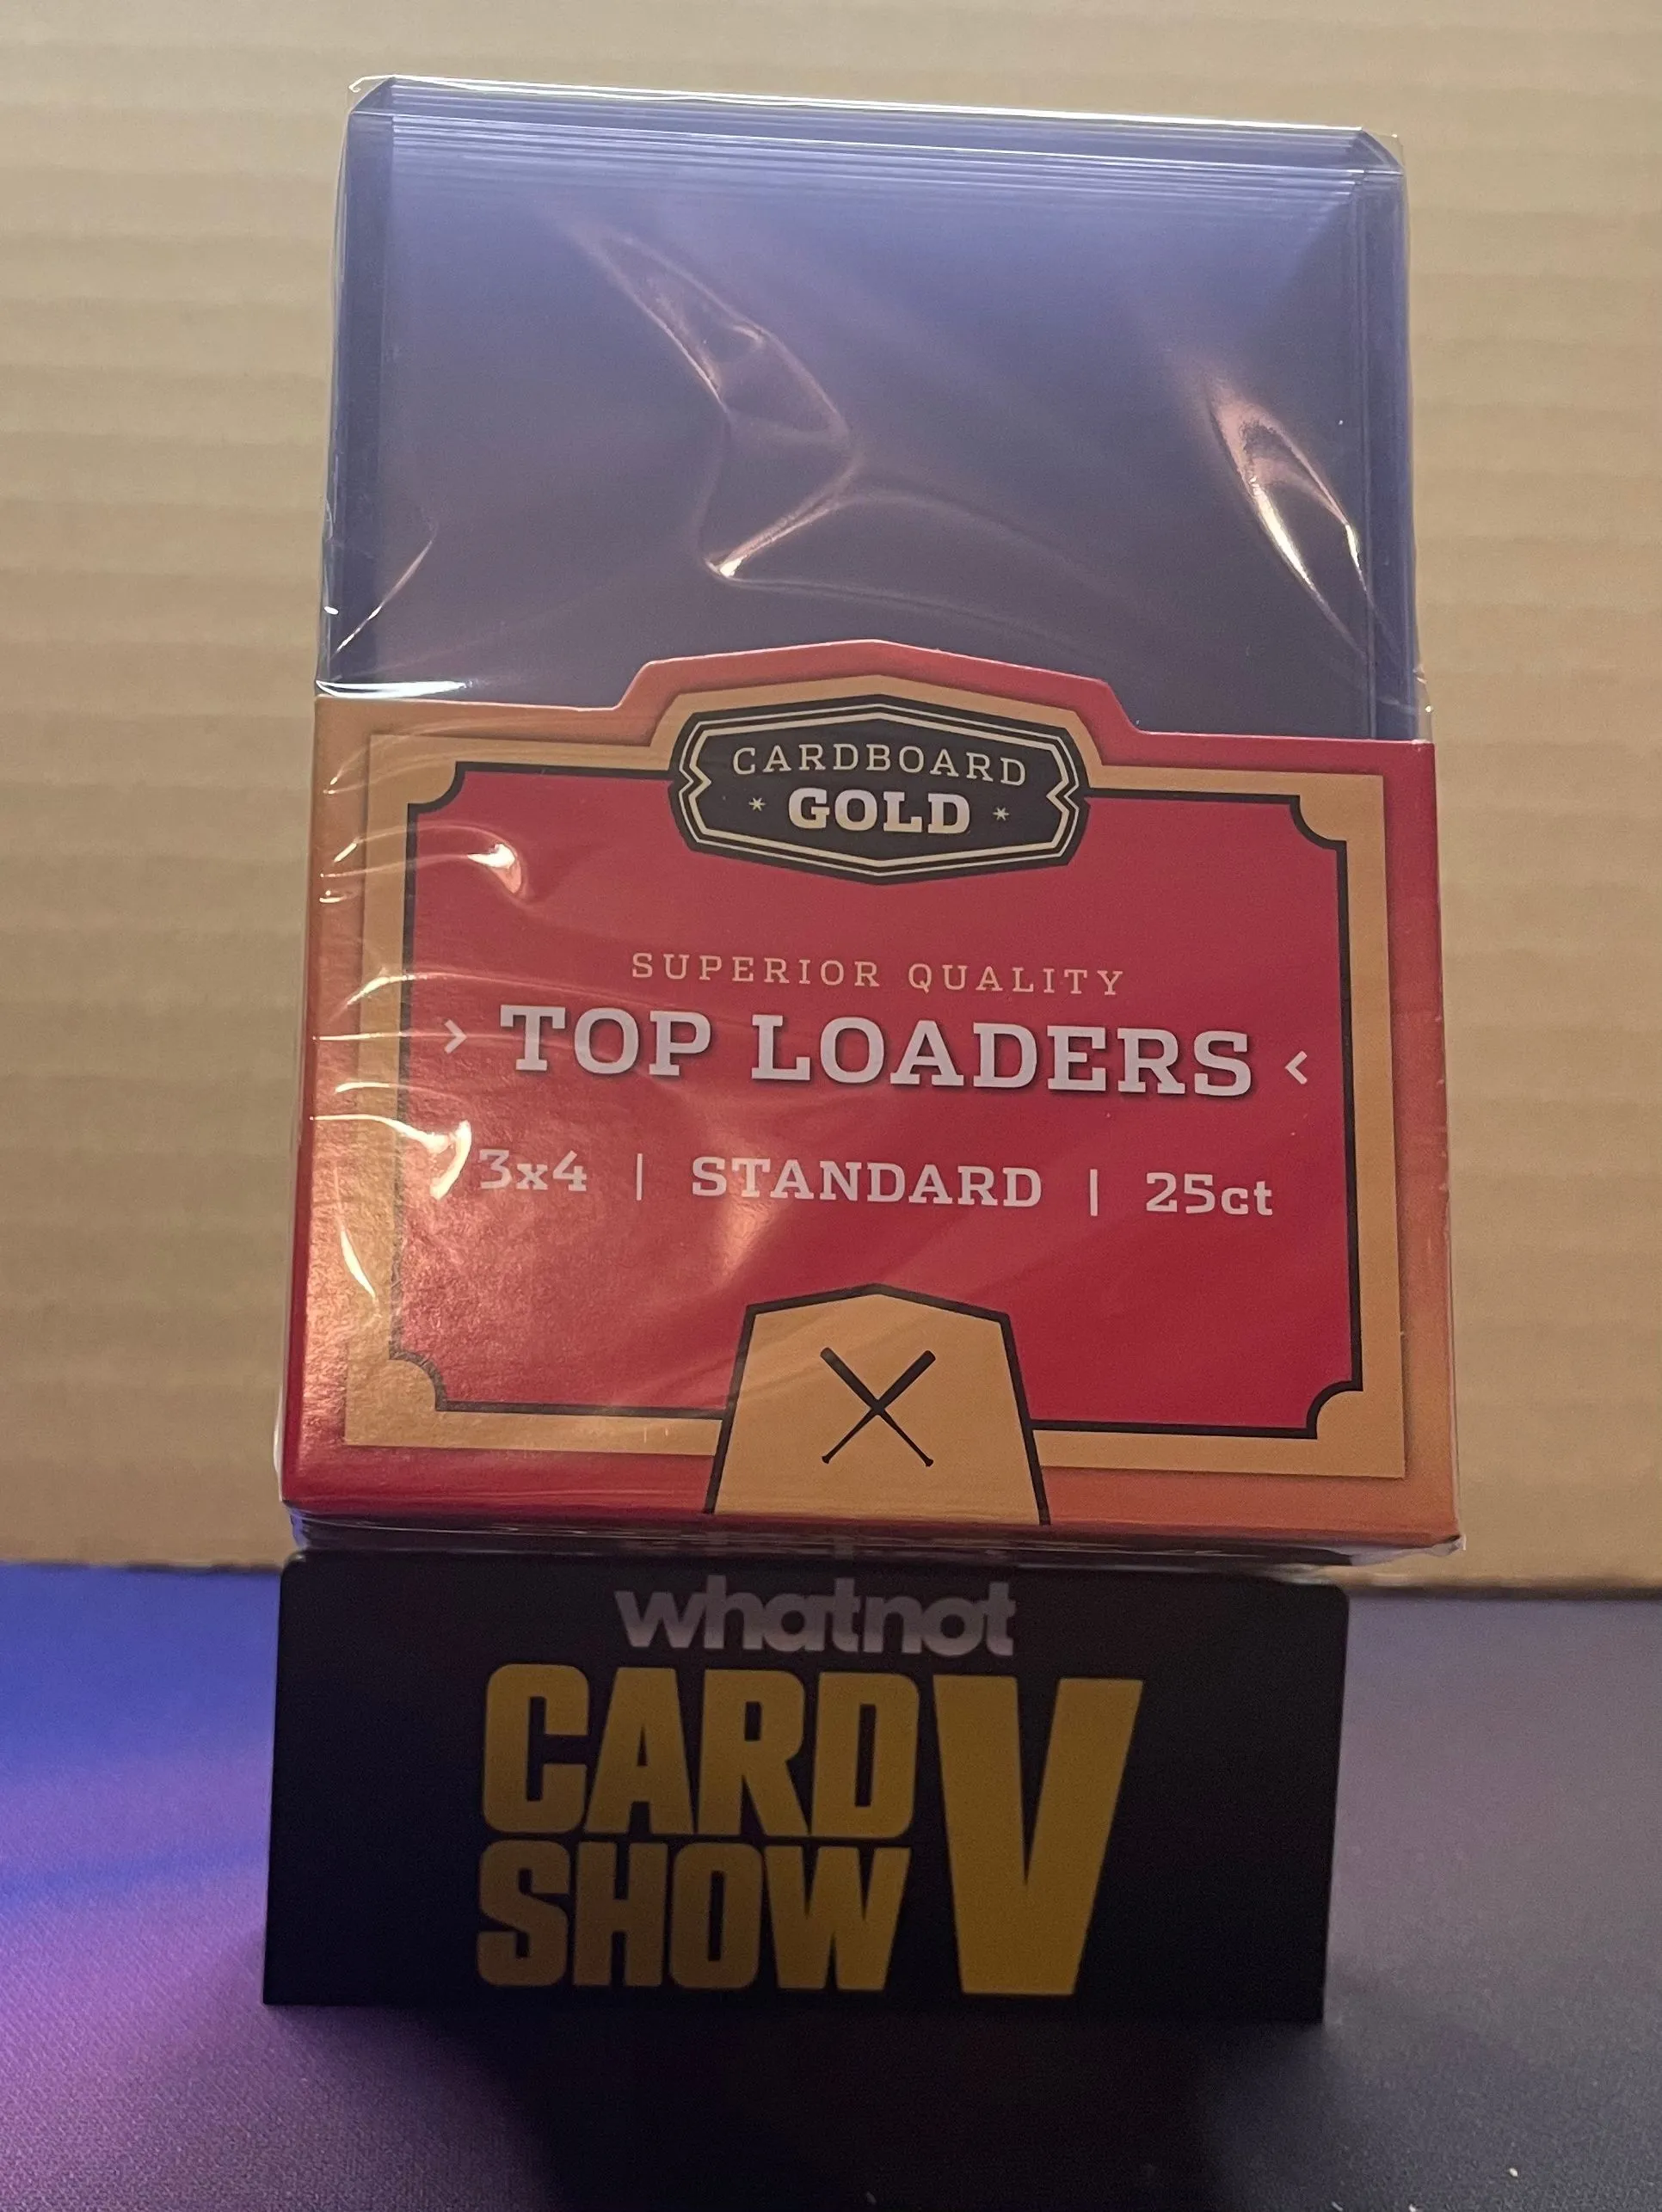 CARDBOARD
* GOLD *
SUPERIOR QUALITY
> TOP LOADERS <
3x4 | STANDARD | 25ct
whatnot
CARD V
SHOW